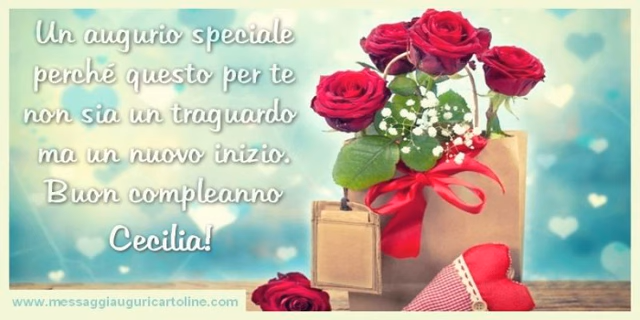 Un augurio speciale
perché questo per te
non sia un traguardo
ma un nuovo inizio.
Buon compleanno
Cecilia!
www.messaggiauguricartoline.com